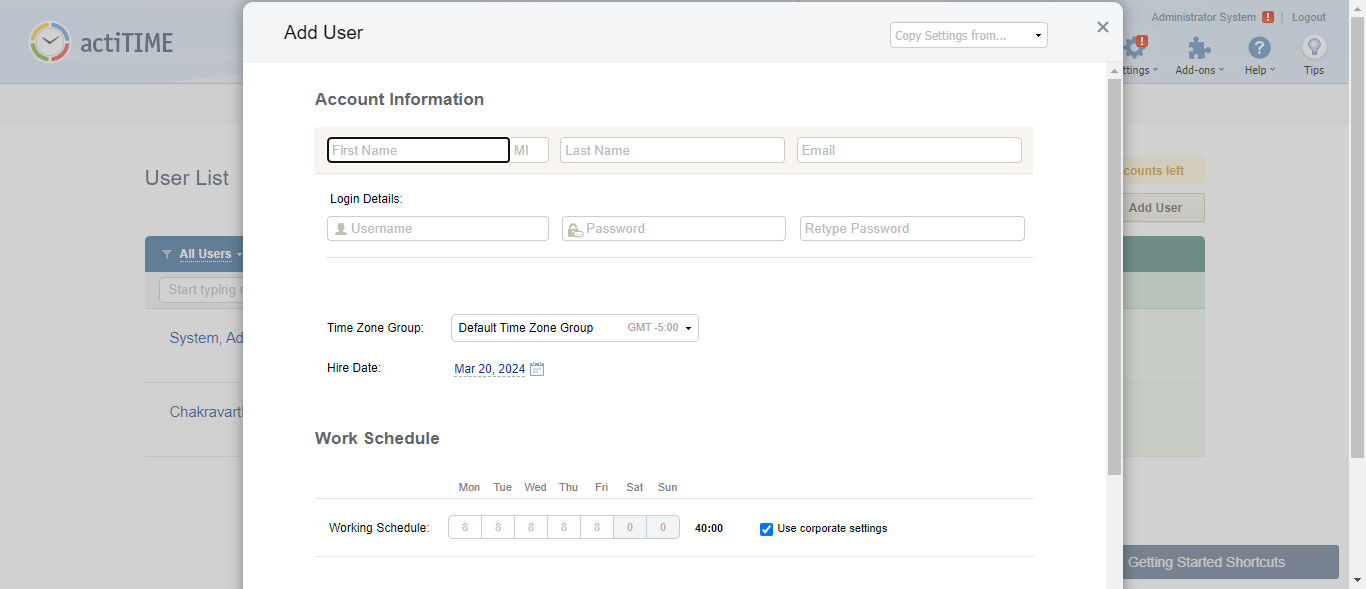 Add User
Copy Settings from...
Administrator System ! | Logout
actiTIME
Add-ons
Help
Tips
Account Information
First Name MI Last Name Email
User List
Login Details:
Add User
Username Password Retype Password
All Users
Start typing
Time Zone Group: Default Time Zone Group GMT -5:00
System, Ad
Hire Date: Mar 20, 2024
Chakravart
Work Schedule
Mon Tue Wed Thu Fri Sat Sun
Working Schedule: 8 8 8 8 8 0 0 40:00 Use corporate settings
Getting Started Shortcuts